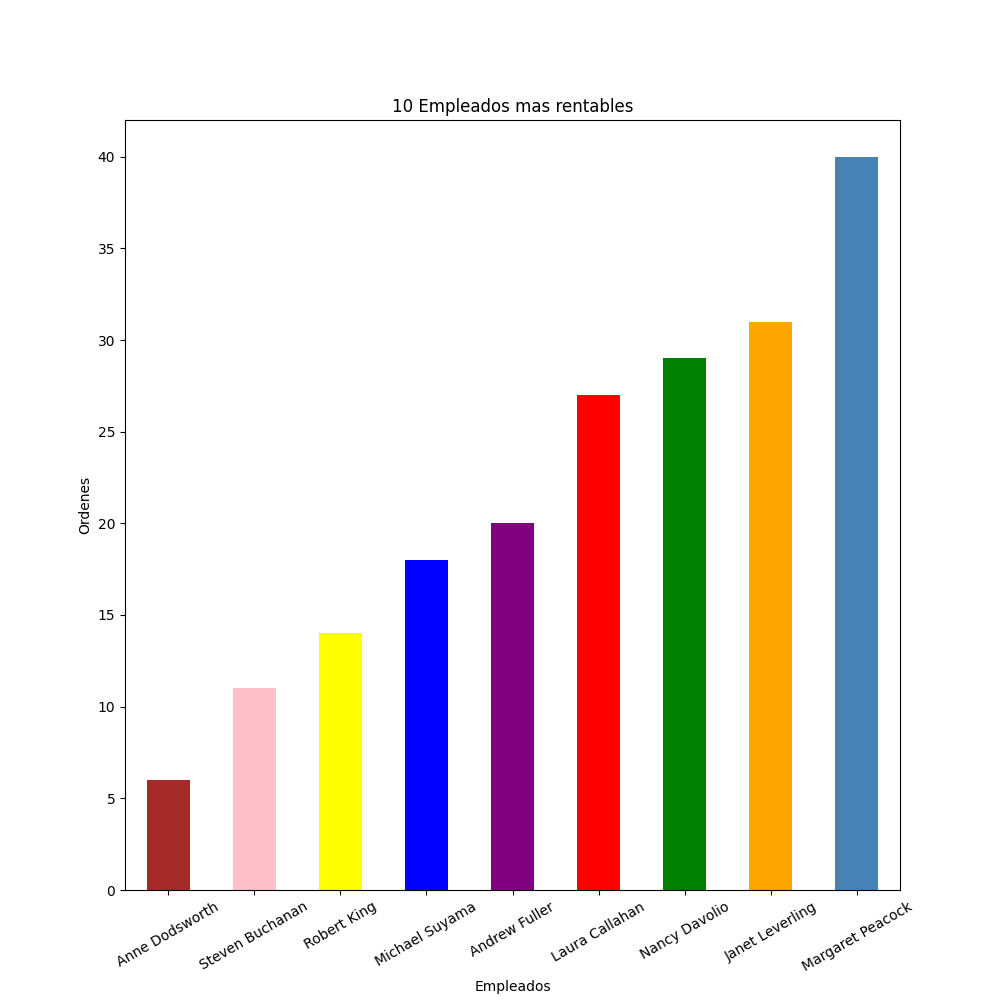 10 Empleados mas rentables
40
35
30
25
20
15
10
5
0
Ordenes
Anne Dodsworth
Steven Buchanan
Robert King
Michael Suyama
Andrew Fuller
Laura Callahan
Nancy Davolio
Janet Leverling
Margaret Peacock
Empleados